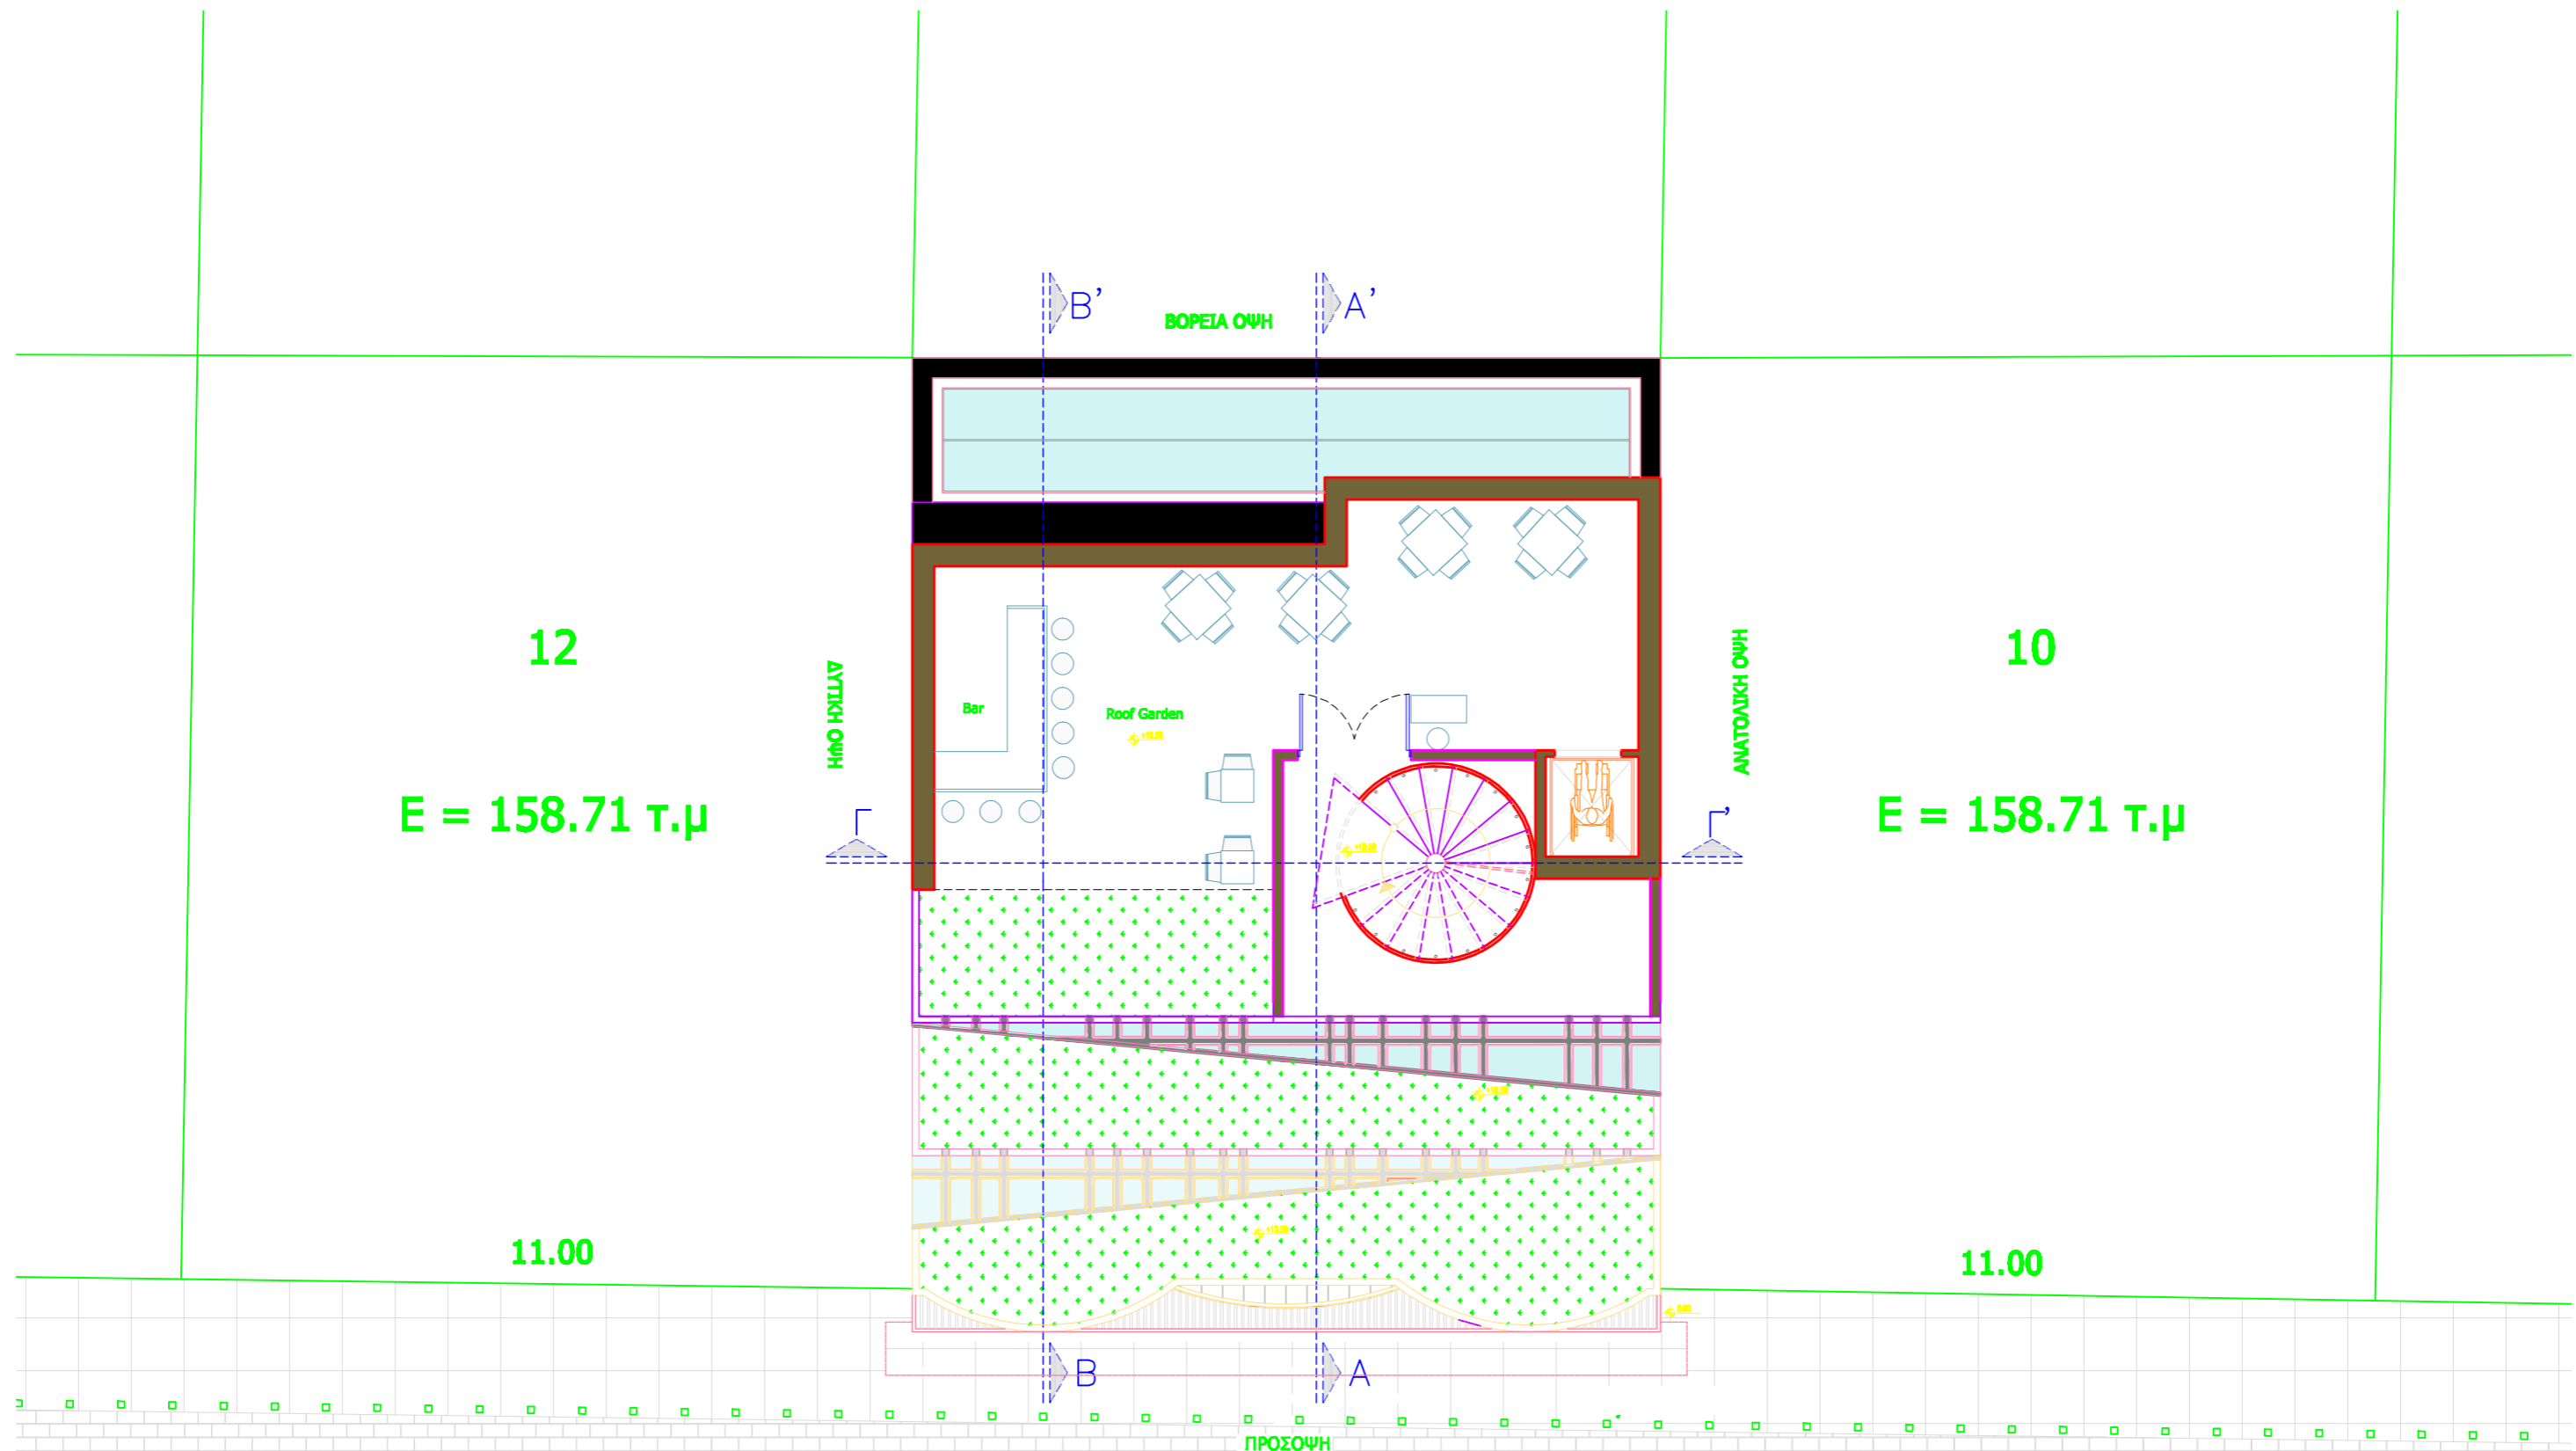 B’
A’
ΒΟΡΕΙΑ ΟΨΗ
12
10
ΔΥΤΙΚΗ ΟΨΗ
ΑΝΑΤΩΛΙΚΗ ΟΨΗ
Bar
Roof Garden
E = 158.71 τ.μ
E = 158.71 τ.μ
Γ
Γ’
11.00
11.00
B
A
ΠΡΟΣΟΨΗ